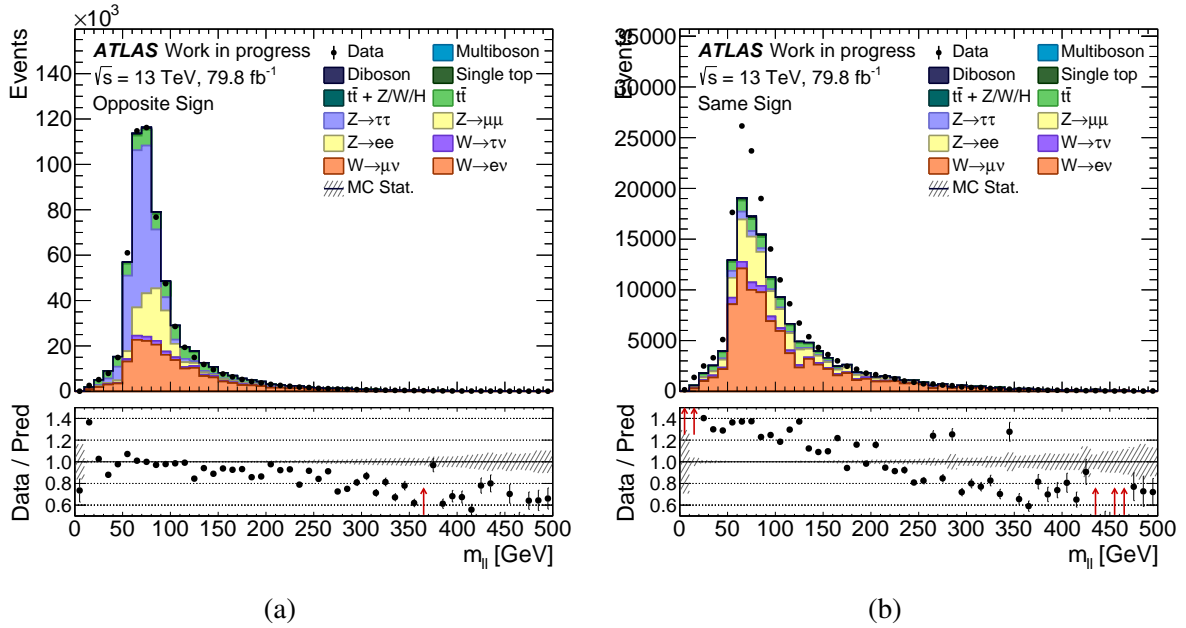 ×10³
Events
160
140
120
100
80
60
40
20
0
ATLAS Work in progress
√s = 13 TeV, 79.8 fb⁻¹
Opposite Sign
Data
Multiboson
Diboson
Single top
tt̄ + Z/W/H
tt̄
Z→ττ
Z→μμ
Z→ee
W→τν
W→μν
W→eν
MC Stat.
Data / Pred
1.4
1.2
1.0
0.8
0.6
0 50 100 150 200 250 300 350 400 450 500
m_ll [GeV]
(a)
Events
35000
30000
25000
20000
15000
10000
5000
0
ATLAS Work in progress
√s = 13 TeV, 79.8 fb⁻¹
Same Sign
Data
Multiboson
Diboson
Single top
tt̄ + Z/W/H
tt̄
Z→ττ
Z→μμ
Z→ee
W→τν
W→μν
W→eν
MC Stat.
Data / Pred
1.4
1.2
1.0
0.8
0.6
0 50 100 150 200 250 300 350 400 450 500
m_ll [GeV]
(b)